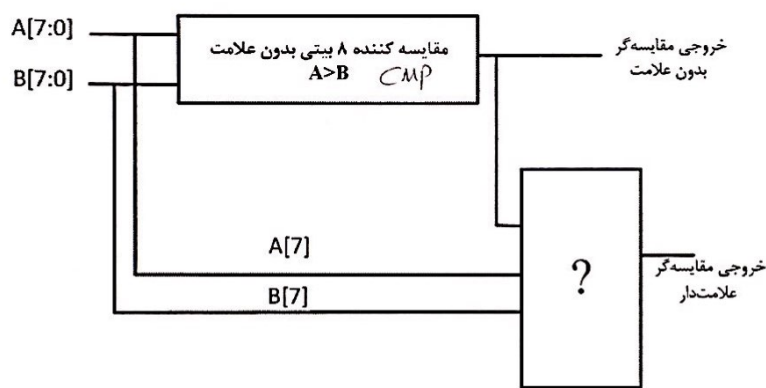 A[7:0]
B[7:0]
مقایسه کننده ۸ بیتی بدون علامت
A>B CMP
خروجی مقایسه‌گر
بدون علامت
A[7]
B[7]
?
خروجی مقایسه‌گر
علامت‌دار